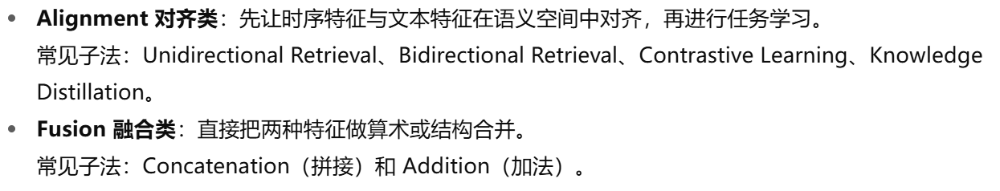 • Alignment 对齐类：先让时序特征与文本特征在语义空间中对齐，再进行任务学习。
常见子法：Unidirectional Retrieval、Bidirectional Retrieval、Contrastive Learning、Knowledge
Distillation。
• Fusion 融合类：直接把两种特征做算术或结构合并。
常见子法：Concatenation（拼接）和 Addition（加法）。